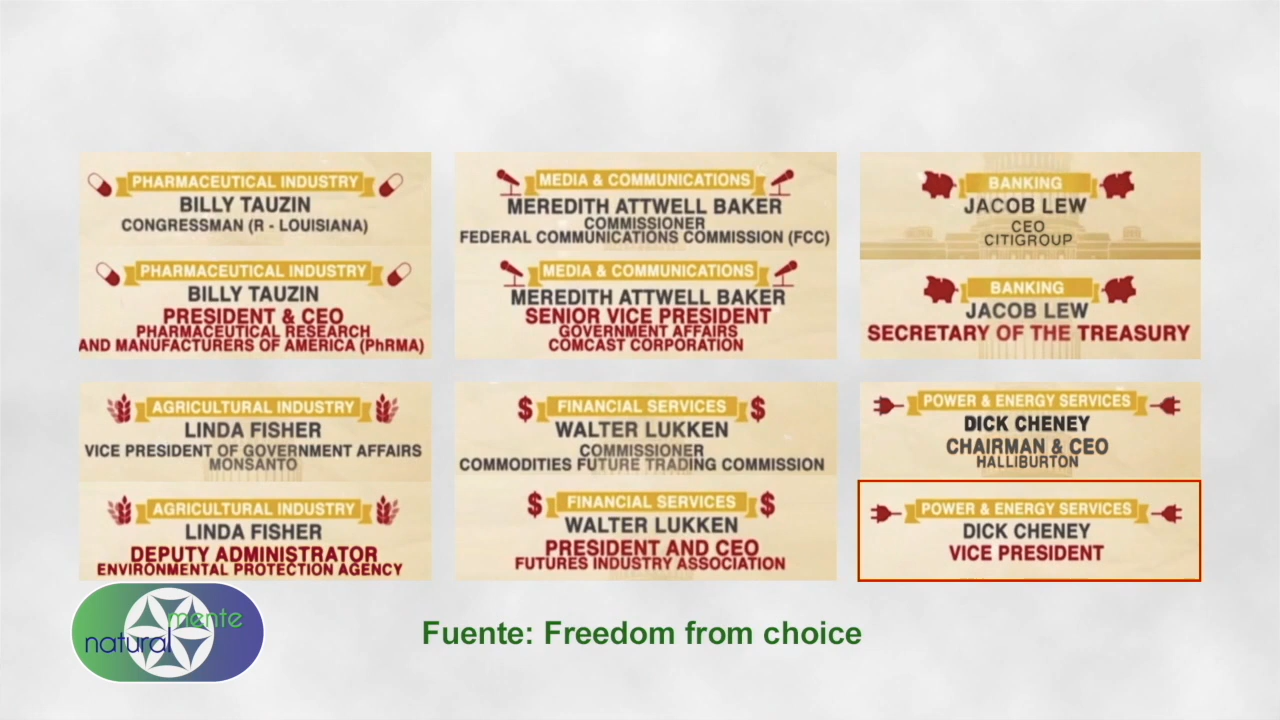 PHARMACEUTICAL INDUSTRY
BILLY TAUZIN
CONGRESSMAN (R - LOUISIANA)
PHARMACEUTICAL INDUSTRY
BILLY TAUZIN
PRESIDENT & CEO
PHARMACEUTICAL RESEARCH
AND MANUFACTURERS OF AMERICA (PhRMA)
MEDIA & COMMUNICATIONS
MEREDITH ATTWELL BAKER
COMMISSIONER
FEDERAL COMMUNICATIONS COMMISSION (FCC)
MEDIA & COMMUNICATIONS
MEREDITH ATTWELL BAKER
SENIOR VICE PRESIDENT
GOVERNMENT AFFAIRS
COMCAST CORPORATION
BANKING
JACOB LEW
CEO
CITIGROUP
BANKING
JACOB LEW
SECRETARY OF THE TREASURY
AGRICULTURAL INDUSTRY
LINDA FISHER
VICE PRESIDENT OF GOVERNMENT AFFAIRS
MONSANTO
AGRICULTURAL INDUSTRY
LINDA FISHER
DEPUTY ADMINISTRATOR
ENVIRONMENTAL PROTECTION AGENCY
$ FINANCIAL SERVICES $
WALTER LUKKEN
COMMISSIONER
COMMODITIES FUTURE TRADING COMMISSION
$ FINANCIAL SERVICES $
WALTER LUKKEN
PRESIDENT AND CEO
FUTURES INDUSTRY ASSOCIATION
POWER & ENERGY SERVICES
DICK CHENEY
CHAIRMAN & CEO
HALLIBURTON
POWER & ENERGY SERVICES
DICK CHENEY
VICE PRESIDENT
natural
mente
Fuente: Freedom from choice